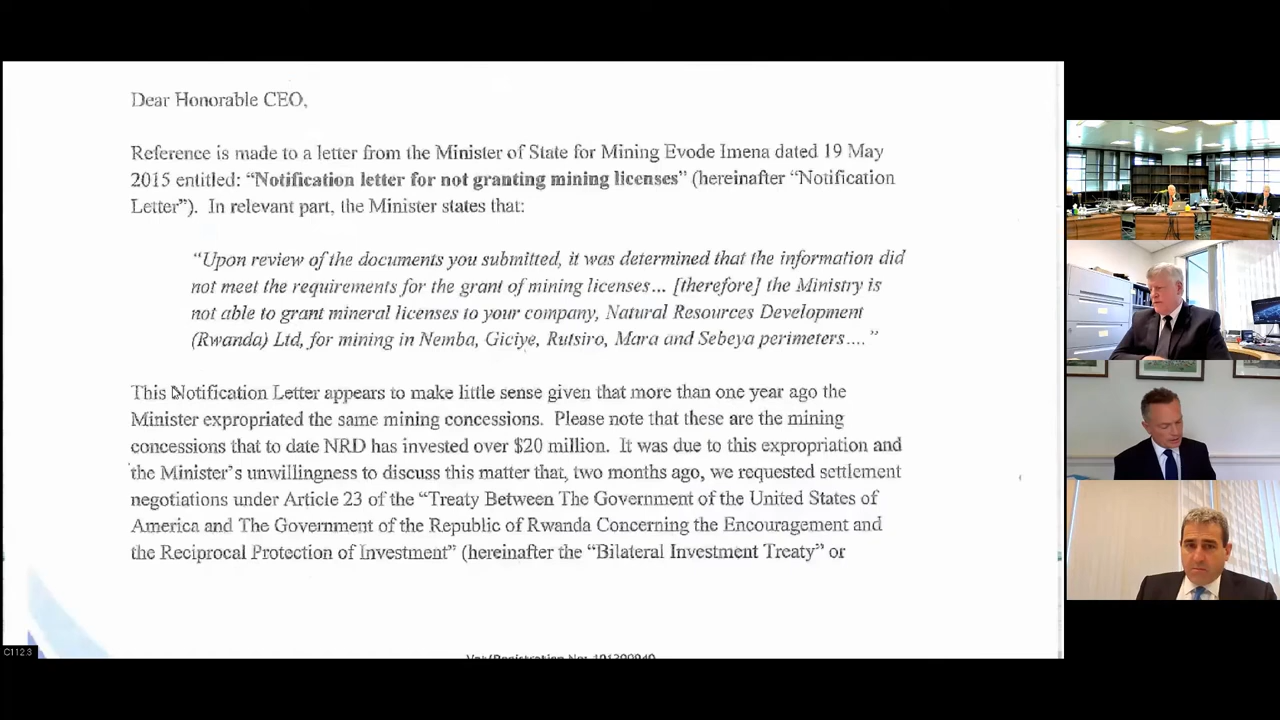 Dear Honorable CEO,
Reference is made to a letter from the Minister of State for Mining Evode Imena dated 19 May
2015 entitled: “Notification letter for not granting mining licenses” (hereinafter “Notification
Letter”). In relevant part, the Minister states that:
“Upon review of the documents you submitted, it was determined that the information did
not meet the requirements for the grant of mining licenses... [therefore] the Ministry is
not able to grant mineral licenses to your company, Natural Resources Development
(Rwanda) Ltd, for mining in Nemba, Giciye, Rutsiro, Mara and Sebeya perimeters....”
This Notification Letter appears to make little sense given that more than one year ago the
Minister expropriated the same mining concessions. Please note that these are the mining
concessions that to date NRD has invested over $20 million. It was due to this expropriation and
the Minister’s unwillingness to discuss this matter that, two months ago, we requested settlement
negotiations under Article 23 of the “Treaty Between The Government of the United States of
America and The Government of the Republic of Rwanda Concerning the Encouragement and
the Reciprocal Protection of Investment” (hereinafter the “Bilateral Investment Treaty” or
C112:3